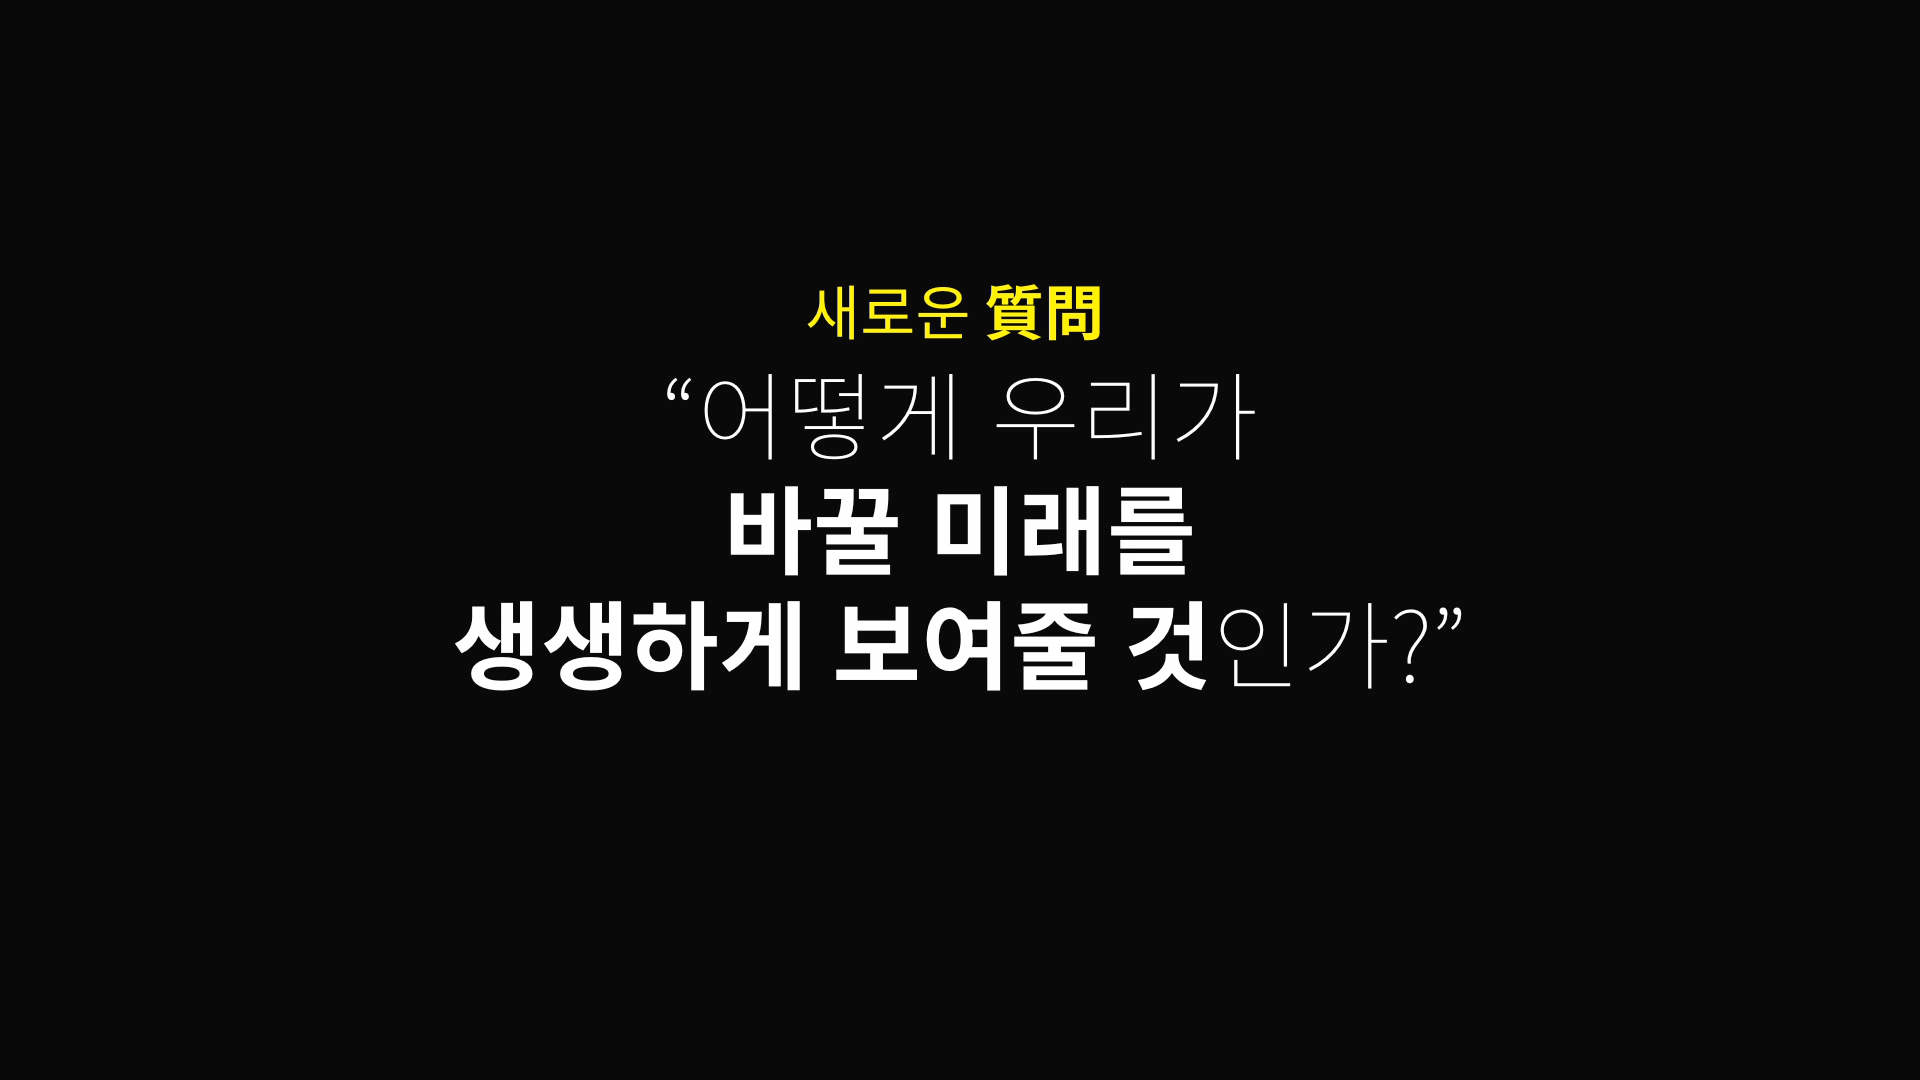 새로운 質問
“어떻게 우리가
바꿀 미래를
생생하게 보여줄 것인가?”